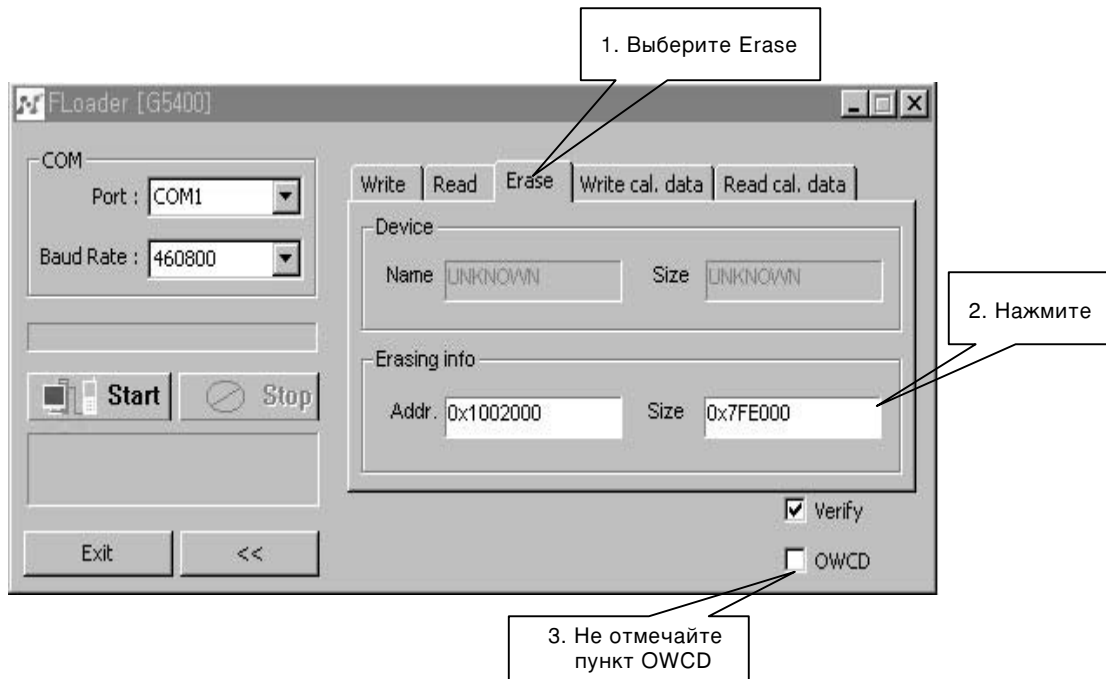 1. Выберите Erase
FLoader [G5400]
COM
Port : COM1
Baud Rate : 460800
Write Read Erase Write cal. data Read cal. data
Device
Name UNKNOWN Size UNKNOWN
2. Нажмите
Erasing info
Addr. 0x1002000 Size 0x7FE000
Start Stop
Verify
Exit <<
OWCD
3. Не отмечайте
пункт OWCD